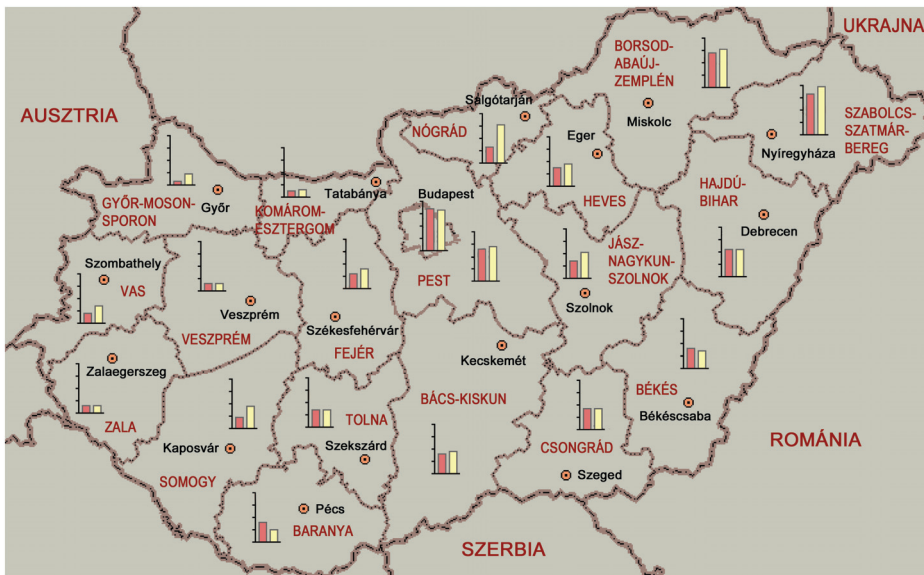 UKRAJNA
BORSOD-
ABAÚJ-
ZEMPLÉN
Miskolc
AUSZTRIA
Salgótarján
NÓGRÁD
Eger
HEVES
SZABOLCS-
SZATMÁR-
BEREG
Nyíregyháza
GYŐR-MOSON-
SPORON
Győr
KOMÁROM-
ESZTERGOM
Tatabánya
Budapest
PEST
HAJDÚ-
BIHAR
Debrecen
JÁSZ-
NAGYKUN-
SZOLNOK
Szolnok
Szombathely
VAS
Veszprém
VESZPRÉM
Székesfehérvár
FEJÉR
Kecskemét
BÁCS-KISKUN
Zalaegerszeg
ZALA
Kaposvár
SOMOGY
TOLNA
Szekszárd
BÉKÉS
Békéscsaba
CSONGRÁD
Szeged
ROMÁNIA
Pécs
BARANYA
SZERBIA